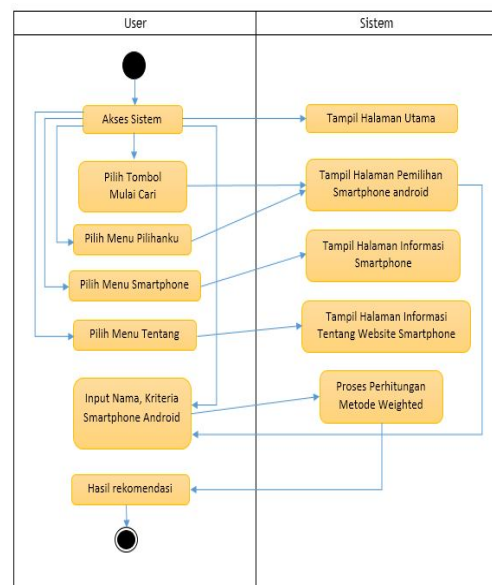 User
Sistem
Akses Sistem
Tampil Halaman Utama
Pilih Tombol
Mulai Cari
Tampil Halaman Pemilihan
Smartphone android
Pilih Menu Pilihanku
Tampil Halaman Informasi
Smartphone
Pilih Menu Smartphone
Pilih Menu Tentang
Tampil Halaman Informasi
Tentang Website Smartphone
Input Nama, Kriteria
Smartphone Android
Proses Perhitungan
Metode Weighted
Hasil rekomendasi